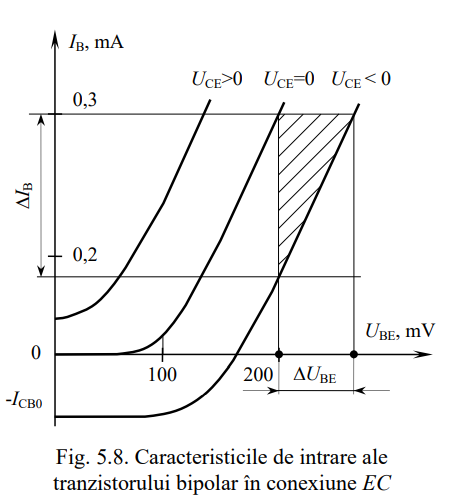 I_B, mA
U_CE>0 U_CE=0 U_CE< 0
0,3
ΔI_B
0,2
U_BE, mV
0
100 200 ΔU_BE
-I_CB0
Fig. 5.8. Caracteristicile de intrare ale
tranzistorului bipolar în conexiune EC